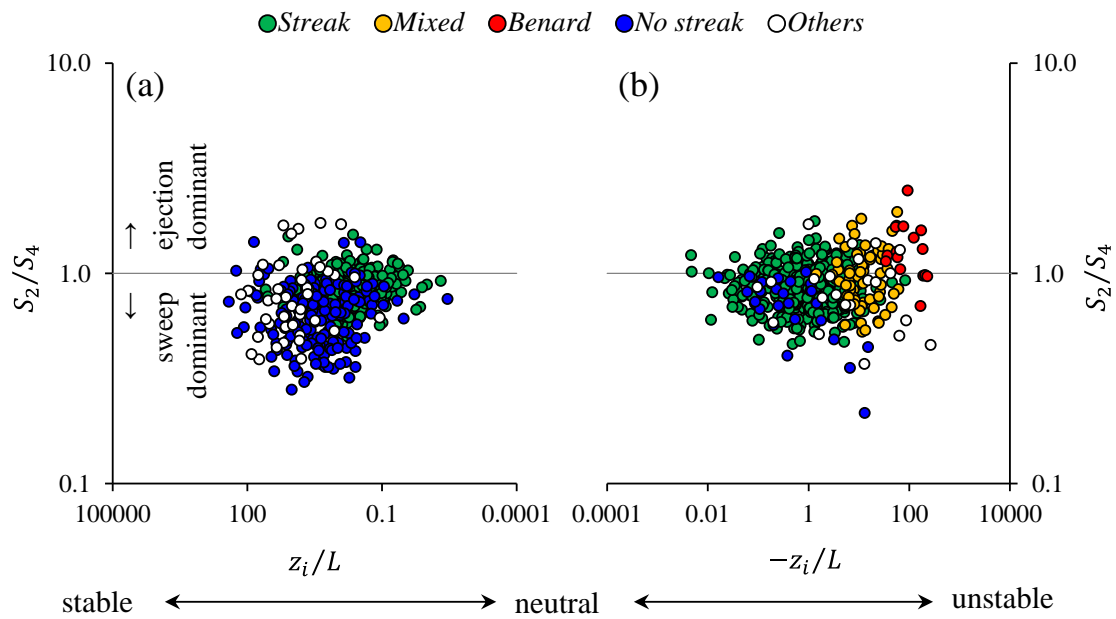 Streak Mixed Benard No streak Others
10.0 (a) (b) 10.0
S₂/S₄
↑ ejection dominant
1.0 1.0
← sweep dominant
S₂/S₄
0.1 0.1
100000 100 0.1 0.0001 0.0001 0.01 1 100 10000
z_i/L −z_i/L
stable neutral unstable